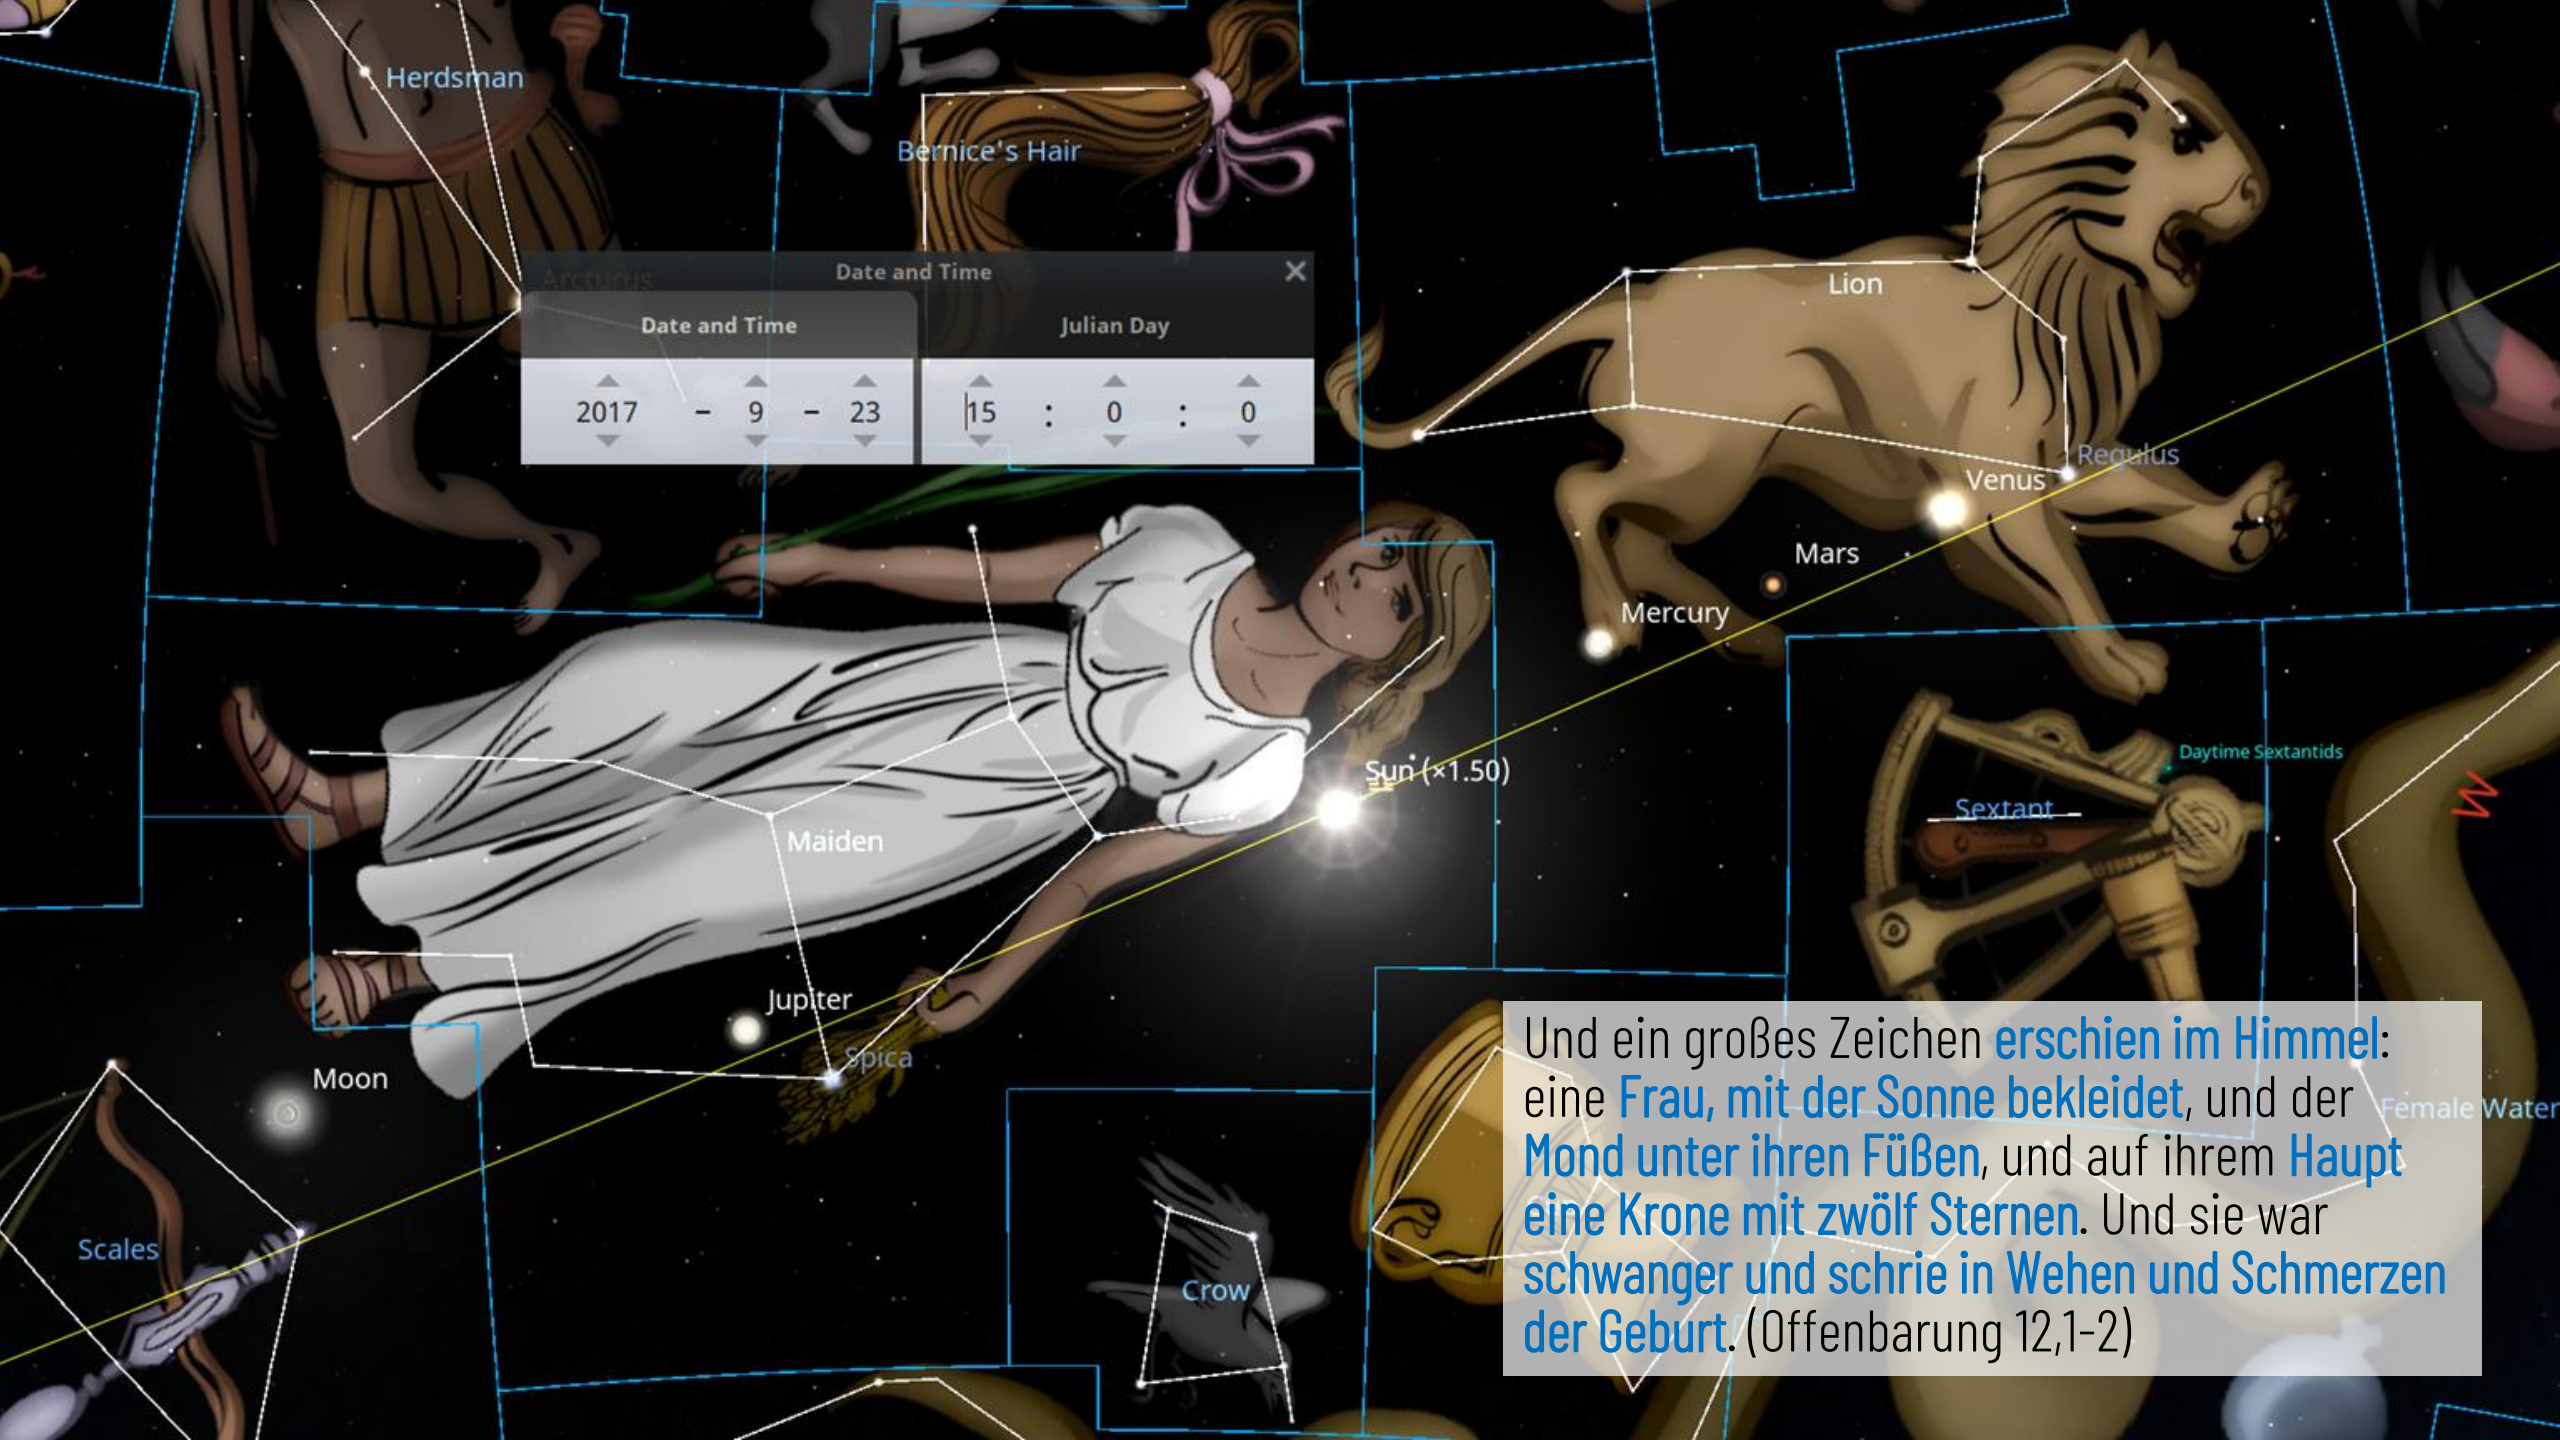 Herdsman
Bernice's Hair
Arcturus
Date and Time
Date and Time
Julian Day
2017 - 9 - 23
15 : 0 : 0
Lion
Regulus
Venus
Mars
Mercury
Daytime Sextantids
Sextant
W
Sun (×1.50)
Maiden
Jupiter
Spica
Moon
Scales
Crow
Female Water
Und ein großes Zeichen erschien im Himmel:
eine Frau, mit der Sonne bekleidet, und der
Mond unter ihren Füßen, und auf ihrem Haupt
eine Krone mit zwölf Sternen. Und sie war
schwanger und schrie in Wehen und Schmerzen
der Geburt. (Offenbarung 12,1-2)